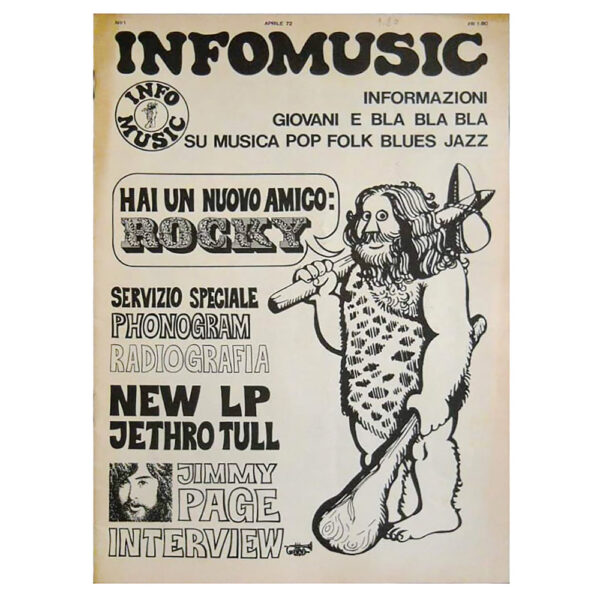 N°1 APRILE 72
INFOMUSIC
INFO
MUSIC
INFORMAZIONI
GIOVANI E BLA BLA BLA
SU MUSICA POP FOLK BLUES JAZZ
HAI UN NUOVO AMICO:
ROCKY
SERVIZIO SPECIALE
PHONOGRAM
RADIOGRAFIA
NEW LP
JETHRO TULL
JIMMY
PAGE
INTERVIEW